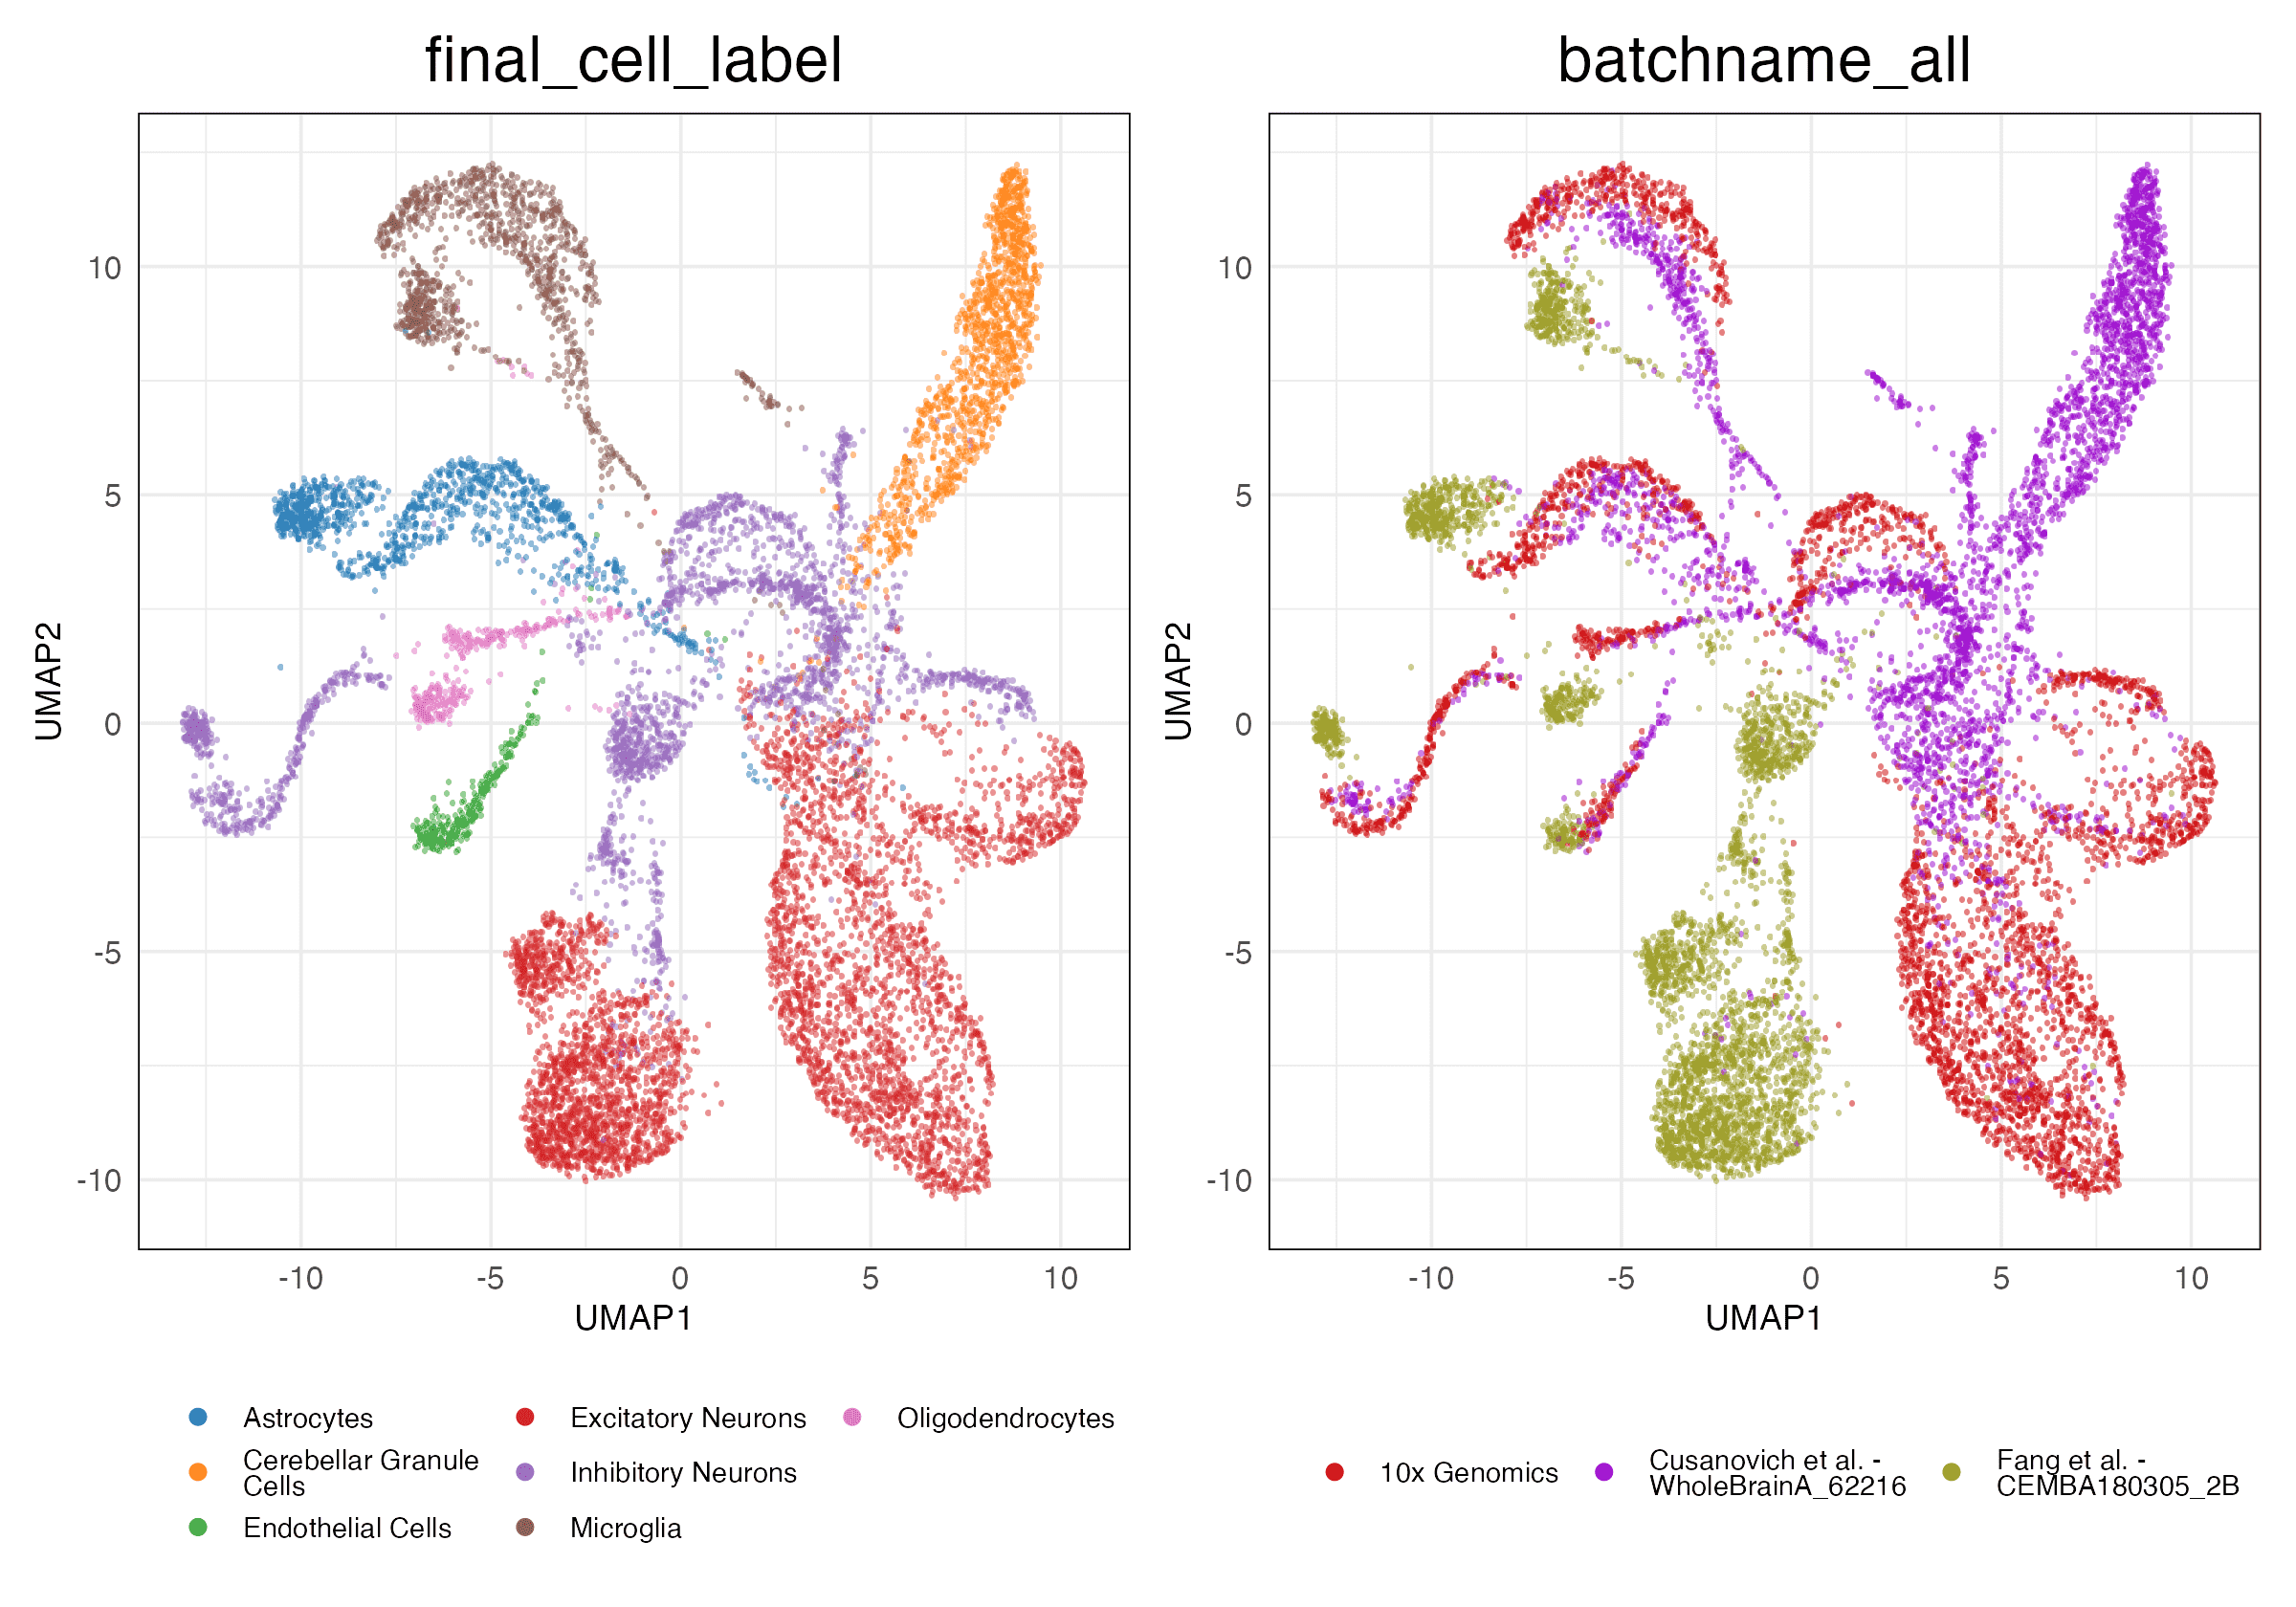 final_cell_label
batchname_all
10
5
0
-5
-10
UMAP2
-10
-5
0
5
10
UMAP1
10
5
0
-5
-10
UMAP2
-10
-5
0
5
10
UMAP1
Astrocytes
Cerebellar Granule
Cells
Endothelial Cells
Excitatory Neurons
Inhibitory Neurons
Microglia
Oligodendrocytes
10x Genomics
Cusanovich et al. -
WholeBrainA_62216
Fang et al. -
CEMBA180305_2B